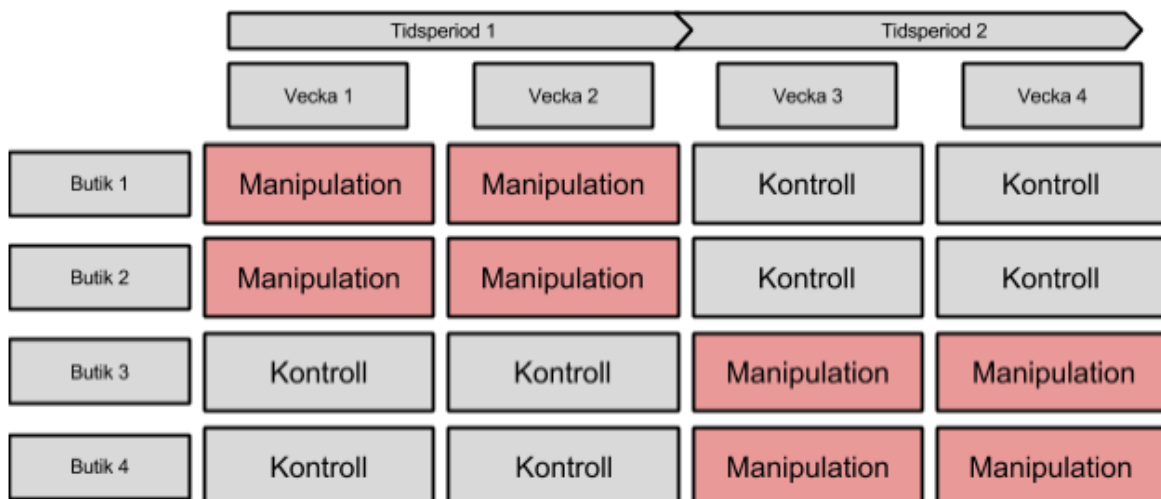 Tidsperiod 1 Tidsperiod 2
Vecka 1 Vecka 2 Vecka 3 Vecka 4
Butik 1 Manipulation Manipulation Kontroll Kontroll
Butik 2 Manipulation Manipulation Kontroll Kontroll
Butik 3 Kontroll Kontroll Manipulation Manipulation
Butik 4 Kontroll Kontroll Manipulation Manipulation